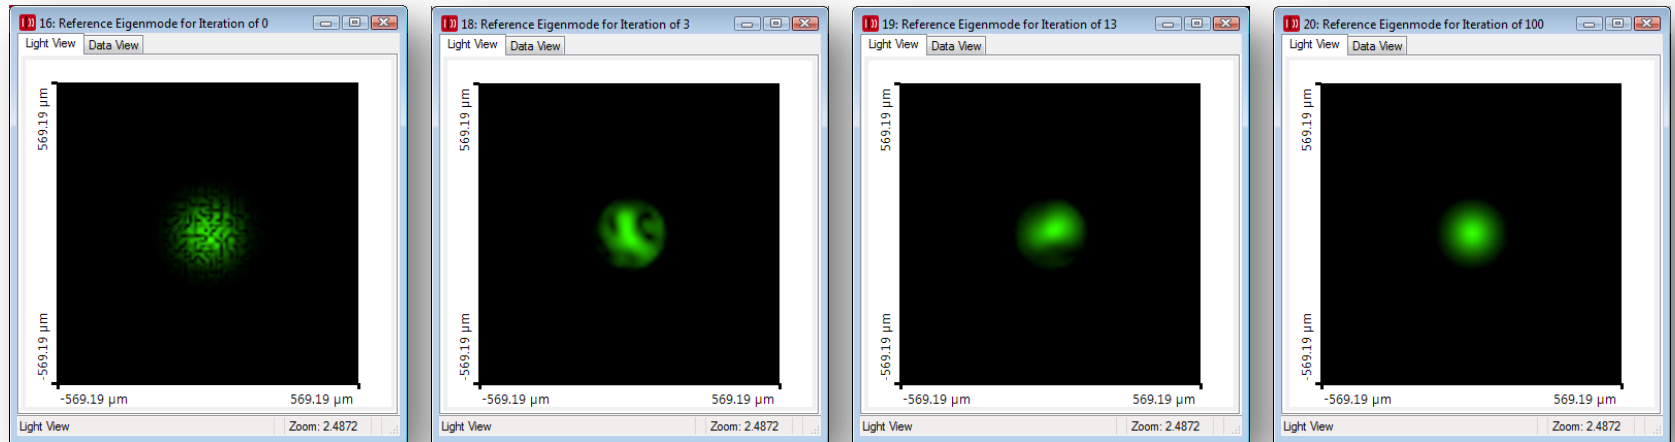 16: Reference Eigenmode for Iteration of 0
Light View Data View
569.19 µm
-569.19 µm
-569.19 µm 569.19 µm
Light View Zoom: 2.4872
18: Reference Eigenmode for Iteration of 3
Light View Data View
569.19 µm
-569.19 µm
-569.19 µm 569.19 µm
Light View Zoom: 2.4872
19: Reference Eigenmode for Iteration of 13
Light View Data View
569.19 µm
-569.19 µm
-569.19 µm 569.19 µm
Light View Zoom: 2.4872
20: Reference Eigenmode for Iteration of 100
Light View Data View
569.19 µm
-569.19 µm
-569.19 µm 569.19 µm
Light View Zoom: 2.4872